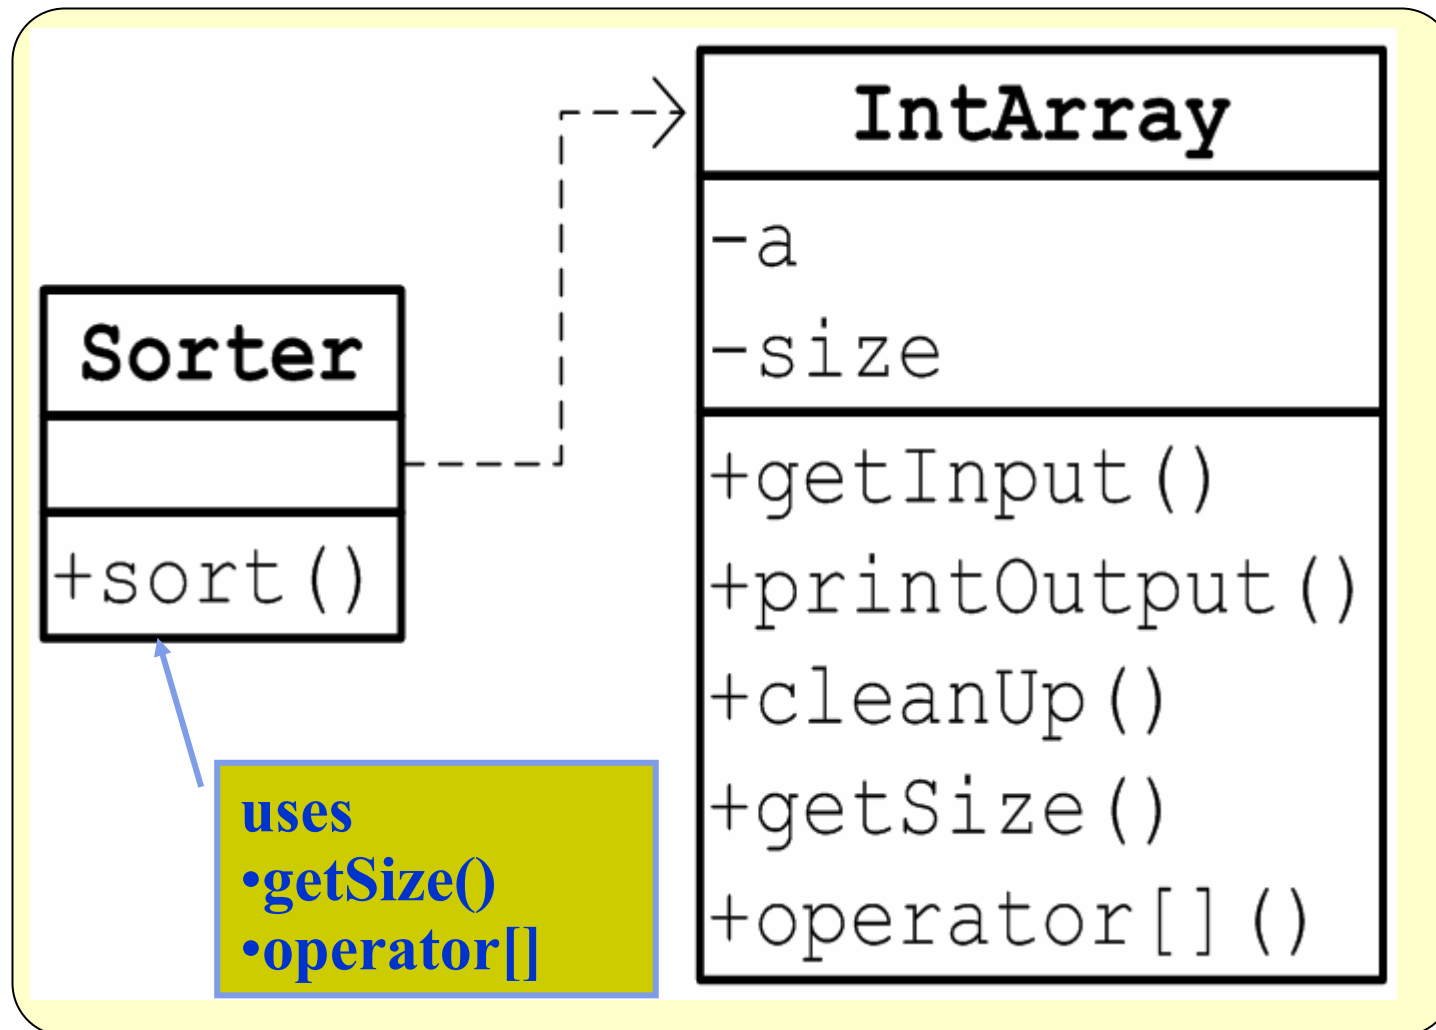 Sorter
+sort()
uses
•getSize()
•operator[]
IntArray
-a
-size
+getInput()
+printOutput()
+cleanUp()
+getSize()
+operator[]()